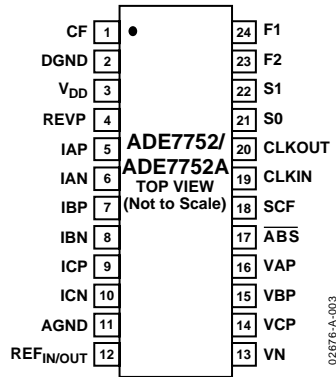 CF 1 24 F1
DGND 2 23 F2
VDD 3 22 S1
REVP 4 21 S0
IAP 5 ADE7752/ 20 CLKOUT
ADE7752A
IAN 6 TOP VIEW 19 CLKIN
IBP 7 (Not to Scale) 18 SCF
IBN 8 17 ABS
ICP 9 16 VAP
ICN 10 15 VBP
AGND 11 14 VCP
REFIN/OUT 12 13 VN
02676-A-003